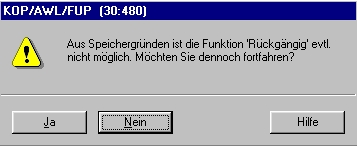 KOP/AWL/FUP (30:480)
Aus Speichergründen ist die Funktion 'Rückgängig' evtl.
nicht möglich. Möchten Sie dennoch fortfahren?
Ja Nein Hilfe